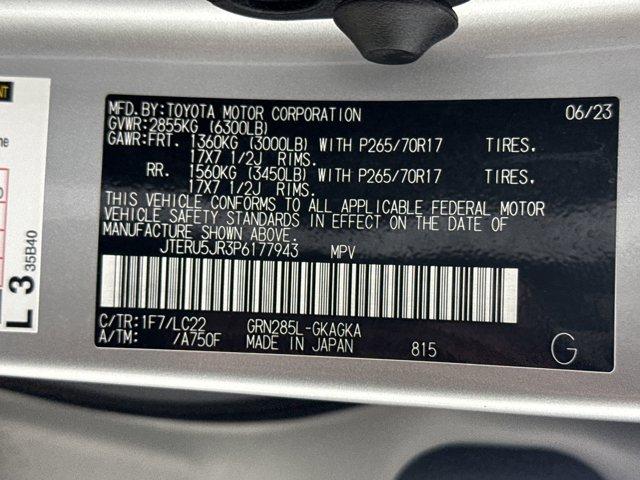 MFD.BY:TOYOTA MOTOR CORPORATION 06/23
GVWR:2855KG (6300LB)
GAWR:FRT. 1360KG (3000LB) WITH P265/70R17 TIRES.
17X7 1/2J RIMS.
RR. 1560KG (3450LB) WITH P265/70R17 TIRES.
17X7 1/2J RIMS.
THIS VEHICLE CONFORMS TO ALL APPLICABLE FEDERAL MOTOR
VEHICLE SAFETY STANDARDS IN EFFECT ON THE DATE OF
MANUFACTURE SHOWN ABOVE.
JTERU5JR3P6177943 MPV
C/TR:1F7/LC22 GRN285L-GKAGKA
A/TM: /A750F MADE IN JAPAN 815 G
L 3 35B40